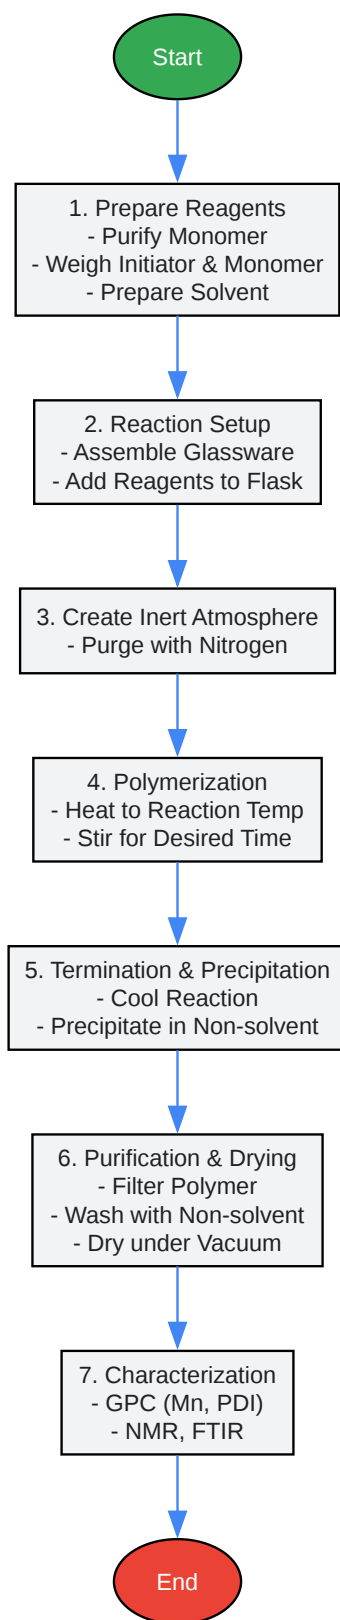 Start
1. Prepare Reagents
- Purify Monomer
- Weigh Initiator & Monomer
- Prepare Solvent
2. Reaction Setup
- Assemble Glassware
- Add Reagents to Flask
3. Create Inert Atmosphere
- Purge with Nitrogen
4. Polymerization
- Heat to Reaction Temp
- Stir for Desired Time
5. Termination & Precipitation
- Cool Reaction
- Precipitate in Non-solvent
6. Purification & Drying
- Filter Polymer
- Wash with Non-solvent
- Dry under Vacuum
7. Characterization
- GPC (Mn, PDI)
- NMR, FTIR
End